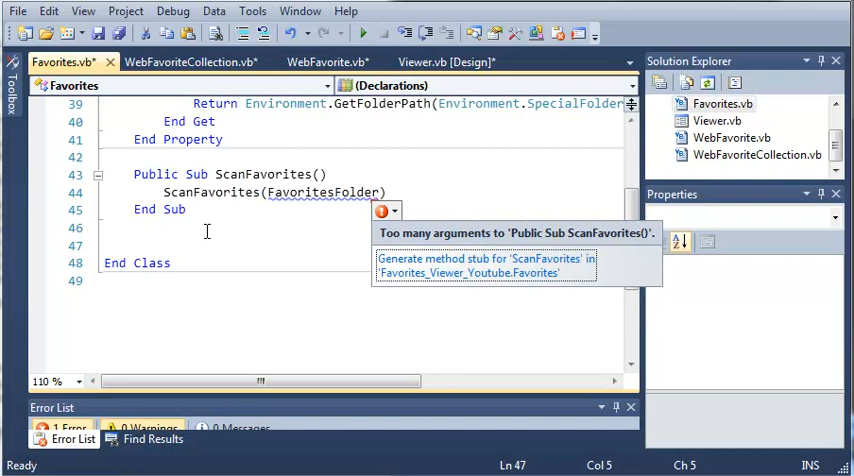 File Edit View Project Debug Data Tools Window Help
Favorites.vb* WebFavoriteCollection.vb* WebFavorite.vb* Viewer.vb [Design]*
Solution Explorer
Toolbox
Favorites (Declarations)
39 Return Environment.GetFolderPath(Environment.SpecialFolder
40 End Get
41 End Property
42
43 Public Sub ScanFavorites()
44 ScanFavorites(FavoritesFolder)
45 End Sub
46
47
48 End Class
49
Too many arguments to 'Public Sub ScanFavorites()'.
Generate method stub for 'ScanFavorites' in
'Favorites_Viewer_Youtube.Favorites'
Favorites.vb
Viewer.vb
WebFavorite.vb
WebFavoriteCollection.vb
Properties
110 %
Error List
1 Error 0 Warnings 0 Messages
Error List Find Results
Ready Ln 47 Col 5 Ch 5 INS